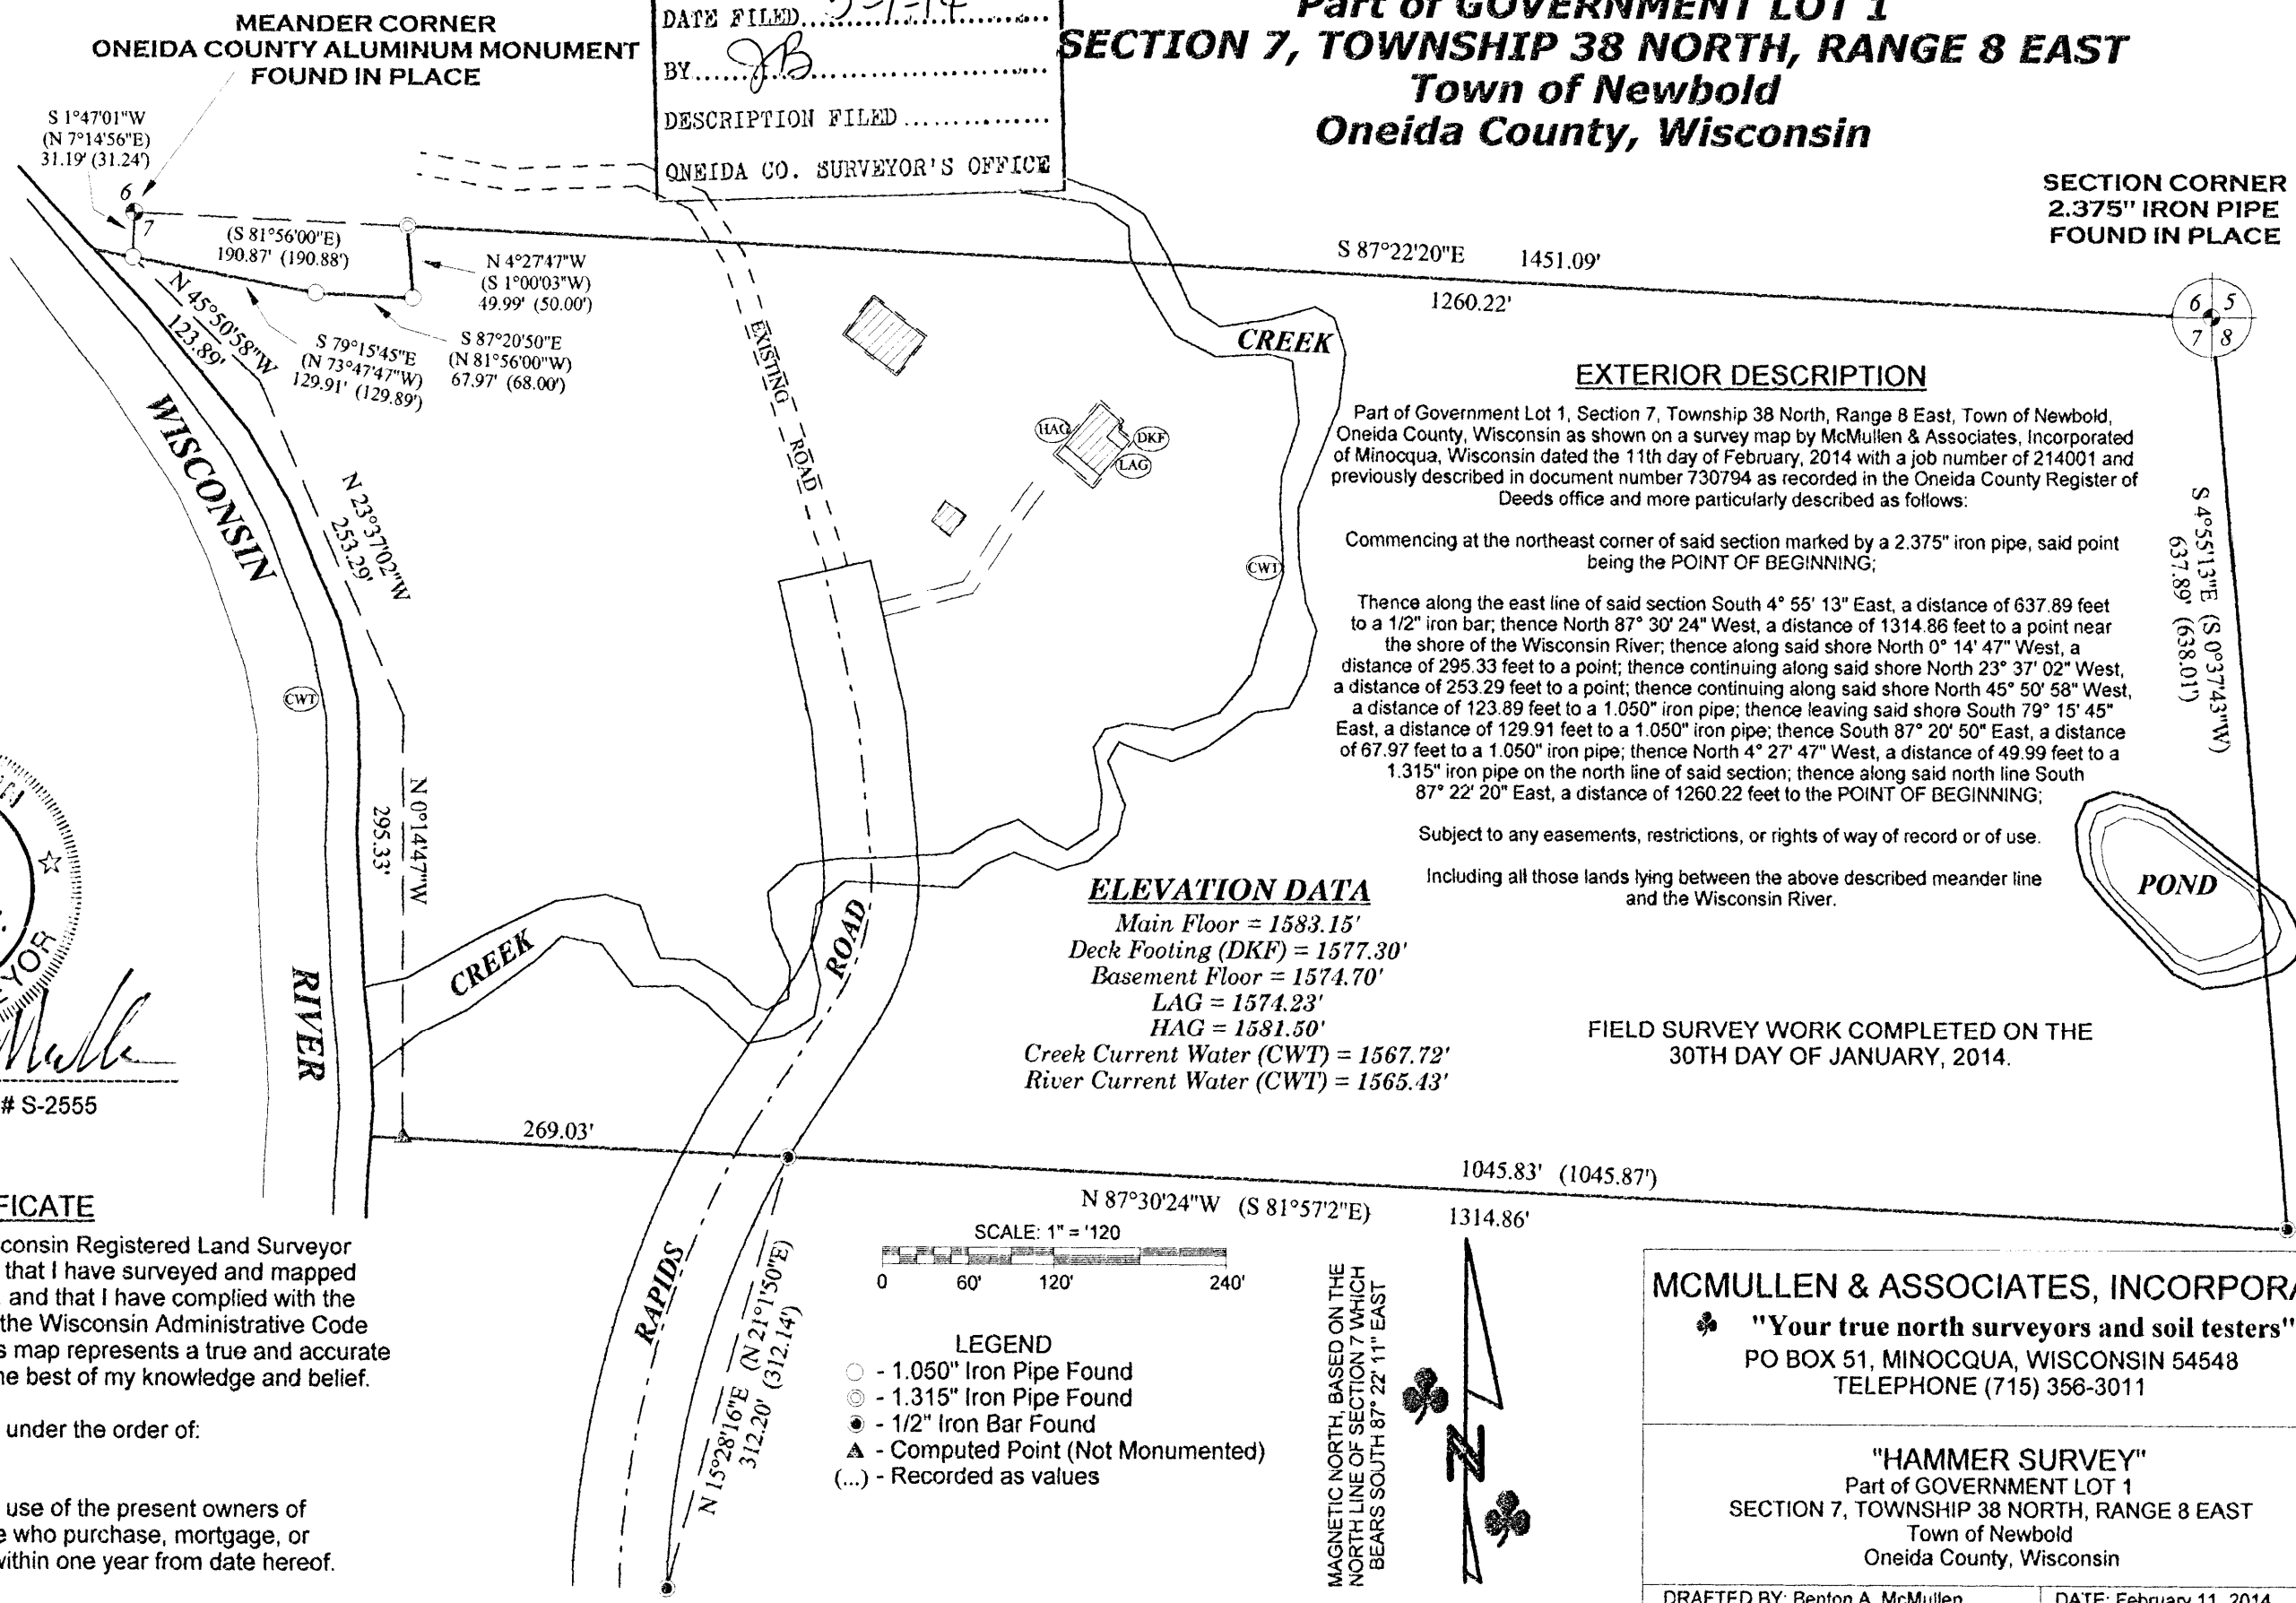 MEANDER CORNER
ONEIDA COUNTY ALUMINUM MONUMENT
FOUND IN PLACE
DATE FILED
BY JB
DESCRIPTION FILED
ONEIDA CO. SURVEYOR'S OFFICE
Part of GOVERNMENT LOT 1
SECTION 7, TOWNSHIP 38 NORTH, RANGE 8 EAST
Town of Newbold
Oneida County, Wisconsin
SECTION CORNER
2.375" IRON PIPE
FOUND IN PLACE
S 1°47'01"W
(N 7°14'56"E)
31.19' (31.24')
6
7
(S 81°56'00"E)
190.87' (190.88')
N 4°27'47"W
(S 1°00'03"W)
49.99' (50.00')
S 87°20'50"E
(N 81°56'00"W)
67.97' (68.00')
S 79°15'45"E
(N 73°47'47"W)
129.91' (129.89')
N 45°50'58"W
123.89'
S 87°22'20"E 1451.09'
1260.22'
6 5
7 8
EXISTING ROAD
CREEK
HAG
DKF
LAG
CWT
WISCONSIN
N 23°37'02"W
253.29'
CWT
N 0°14'47"W
295.33'
RIVER
CREEK
ROAD
EXTERIOR DESCRIPTION
Part of Government Lot 1, Section 7, Township 38 North, Range 8 East, Town of Newbold,
Oneida County, Wisconsin as shown on a survey map by McMullen & Associates, Incorporated
of Minocqua, Wisconsin dated the 11th day of February, 2014 with a job number of 214001 and
previously described in document number 730794 as recorded in the Oneida County Register of
Deeds office and more particularly described as follows:
Commencing at the northeast corner of said section marked by a 2.375" iron pipe, said point
being the POINT OF BEGINNING;
Thence along the east line of said section South 4° 55' 13" East, a distance of 637.89 feet
to a 1/2" iron bar; thence North 87° 30' 24" West, a distance of 1314.86 feet to a point near
the shore of the Wisconsin River; thence along said shore North 0° 14' 47" West, a
distance of 295.33 feet to a point; thence continuing along said shore North 23° 37' 02" West,
a distance of 253.29 feet to a point; thence continuing along said shore North 45° 50' 58" West,
a distance of 123.89 feet to a 1.050" iron pipe; thence leaving said shore South 79° 15' 45"
East, a distance of 129.91 feet to a 1.050" iron pipe; thence South 87° 20' 50" East, a distance
of 67.97 feet to a 1.050" iron pipe; thence North 4° 27' 47" West, a distance of 49.99 feet to a
1.315" iron pipe on the north line of said section; thence along said north line South
87° 22' 20" East, a distance of 1260.22 feet to the POINT OF BEGINNING;
Subject to any easements, restrictions, or rights of way of record or of use.
Including all those lands lying between the above described meander line
and the Wisconsin River.
S 4°55'13"E (S 0°37'43"W)
637.89' (638.01')
POND
ELEVATION DATA
Main Floor = 1583.15'
Deck Footing (DKF) = 1577.30'
Basement Floor = 1574.70'
LAG = 1574.23'
HAG = 1581.50'
Creek Current Water (CWT) = 1567.72'
River Current Water (CWT) = 1565.43'
FIELD SURVEY WORK COMPLETED ON THE
30TH DAY OF JANUARY, 2014.
YOR
# S-2555
269.03'
1045.83' (1045.87')
N 87°30'24"W (S 81°57'2"E)
1314.86'
RAPIDS
N 15°28'16"E (N 21°1'50"E)
312.20' (312.14')
SCALE: 1" = '120
0 60' 120' 240'
LEGEND
- 1.050" Iron Pipe Found
- 1.315" Iron Pipe Found
- 1/2" Iron Bar Found
- Computed Point (Not Monumented)
(...) - Recorded as values
MAGNETIC NORTH, BASED ON THE
NORTH LINE OF SECTION 7 WHICH
BEARS SOUTH 87° 22' 11" EAST
N
FICATE
consin Registered Land Surveyor
that I have surveyed and mapped
and that I have complied with the
the Wisconsin Administrative Code
s map represents a true and accurate
he best of my knowledge and belief.
under the order of:
use of the present owners of
e who purchase, mortgage, or
within one year from date hereof.
MCMULLEN & ASSOCIATES, INCORPORA
"Your true north surveyors and soil testers"
PO BOX 51, MINOCQUA, WISCONSIN 54548
TELEPHONE (715) 356-3011
"HAMMER SURVEY"
Part of GOVERNMENT LOT 1
SECTION 7, TOWNSHIP 38 NORTH, RANGE 8 EAST
Town of Newbold
Oneida County, Wisconsin
DRAFTED BY: Benton A. McMullen
DATE: February 11, 2014